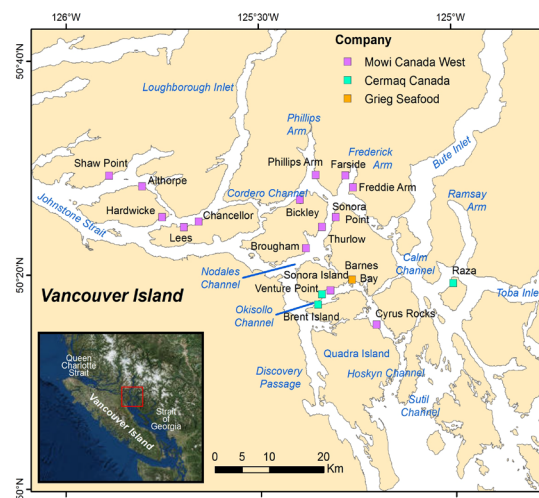 126°W
125°30'W
125°W
50°40'N
50°20'N
50°N
Company
Mowi Canada West
Cermaq Canada
Grieg Seafood
Loughborough Inlet
Phillips
Arm
Frederick
Arm
Bute Inlet
Ramsay
Arm
Shaw Point
Althorpe
Phillips Arm
Farside
Freddie Arm
Cordero Channel
Johnstone Strait
Hardwicke
Chancellor
Lees
Bickley
Sonora
Point
Thurlow
Brougham
Nodales
Channel
Sonora Island
Barnes
Bay
Calm
Channel
Raza
Toba Inlet
Venture Point
Okisollo
Channel
Brent Island
Cyrus Rocks
Vancouver Island
Quadra Island
Discovery
Passage
Hoskyn Channel
Sutil
Channel
Queen
Charlotte
Strait
Vancouver Island
Strait
of
Georgia
0 5 10 20
Km